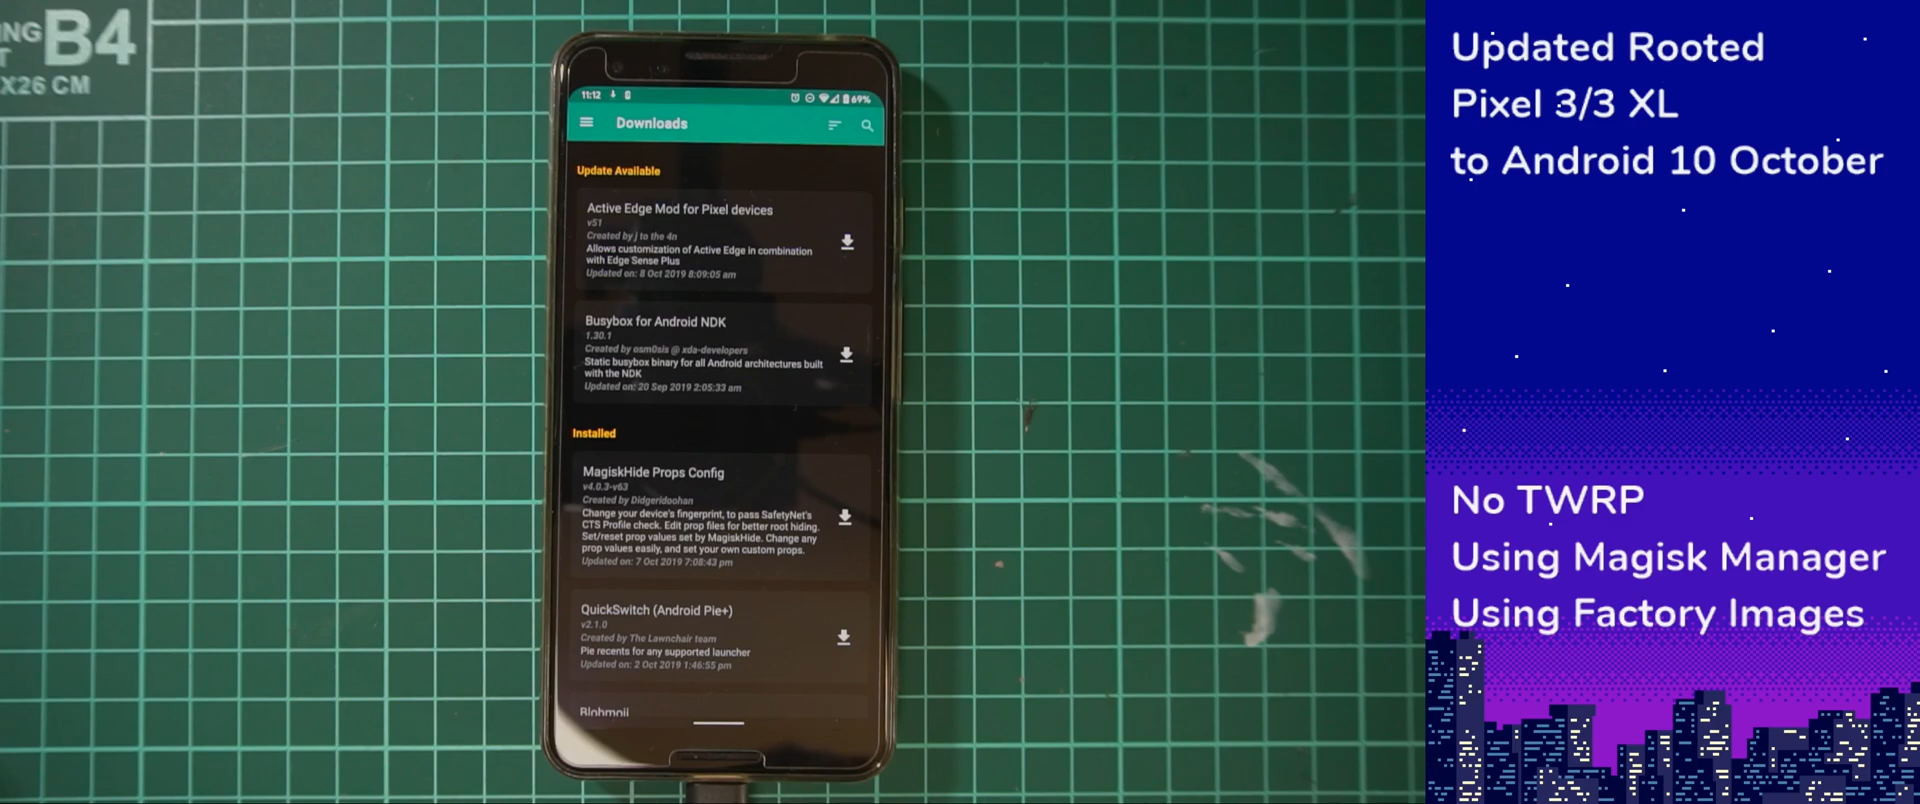 ING B4
T
X26 CM
11:12
69%
Downloads
Update Available
Active Edge Mod for Pixel devices
v51
Created by j to the 4n
Allows customization of Active Edge in combination
with Edge Sense Plus
Updated on: 8 Oct 2019 8:09:05 am
Busybox for Android NDK
1.30.1
Created by osm0sis @ xda-developers
Static busybox binary for all Android architectures built
with the NDK
Updated on: 20 Sep 2019 2:05:33 am
Installed
MagiskHide Props Config
v4.0.3-v63
Created by Didgeridoohan
Change your device's fingerprint, to pass SafetyNet's
CTS Profile check. Edit prop files for better root hiding.
Set/reset prop values set by MagiskHide. Change any
prop values easily, and set your own custom props.
Updated on: 7 Oct 2019 7:08:43 pm
QuickSwitch (Android Pie+)
v2.1.0
Created by The Lawnchair team
Pie recents for any supported launcher
Updated on: 2 Oct 2019 1:46:55 pm
Blobmoji
Updated Rooted
Pixel 3/3 XL
to Android 10 October
No TWRP
Using Magisk Manager
Using Factory Images